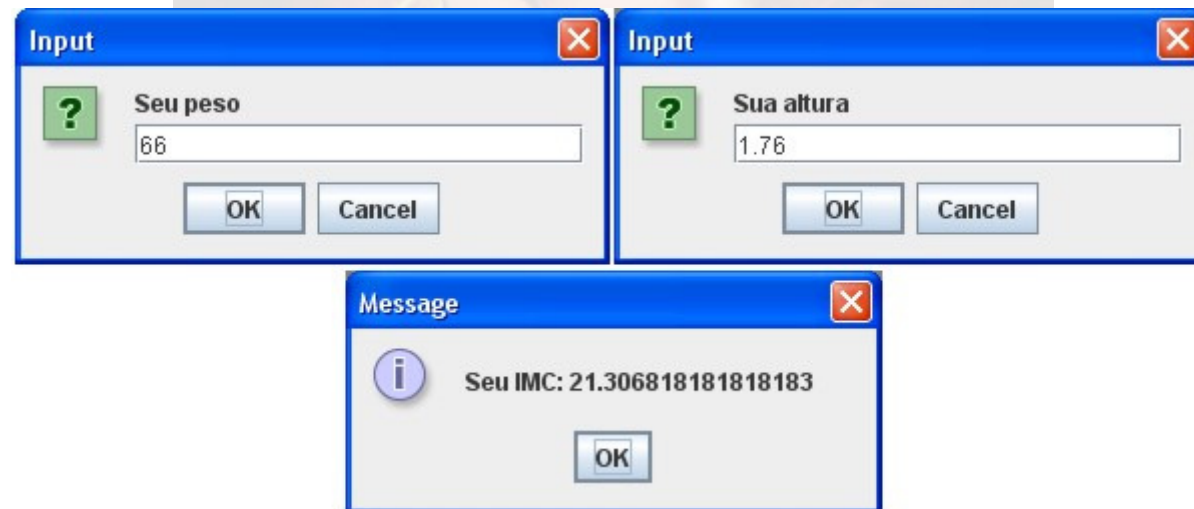 Input
Seu peso
66
OK
Cancel
Input
Sua altura
1.76
OK
Cancel
Message
Seu IMC: 21.306818181818183
OK